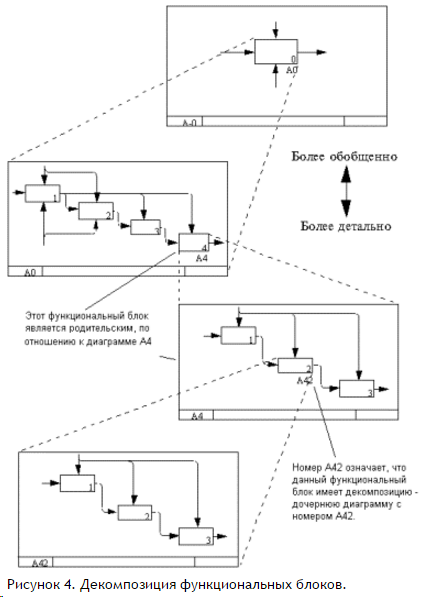 0
A0
A-0
Более обобщенно
Более детально
1
2
3
4
A4
A0
Этот функциональный блок
является родительским, по
отношению к диаграмме А4
1
2
A42
3
A4
Номер А42 означает, что
данный функциональный
блок имеет декомпозицию -
дочернюю диаграмму с
номером А42.
1
2
3
A42
Рисунок 4. Декомпозиция функциональных блоков.